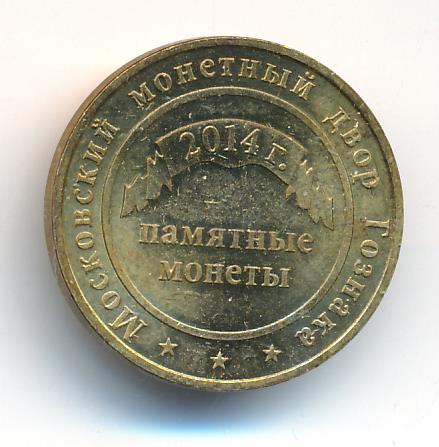 Московский монетный двор Гознака
2014 г.
памятные
монеты